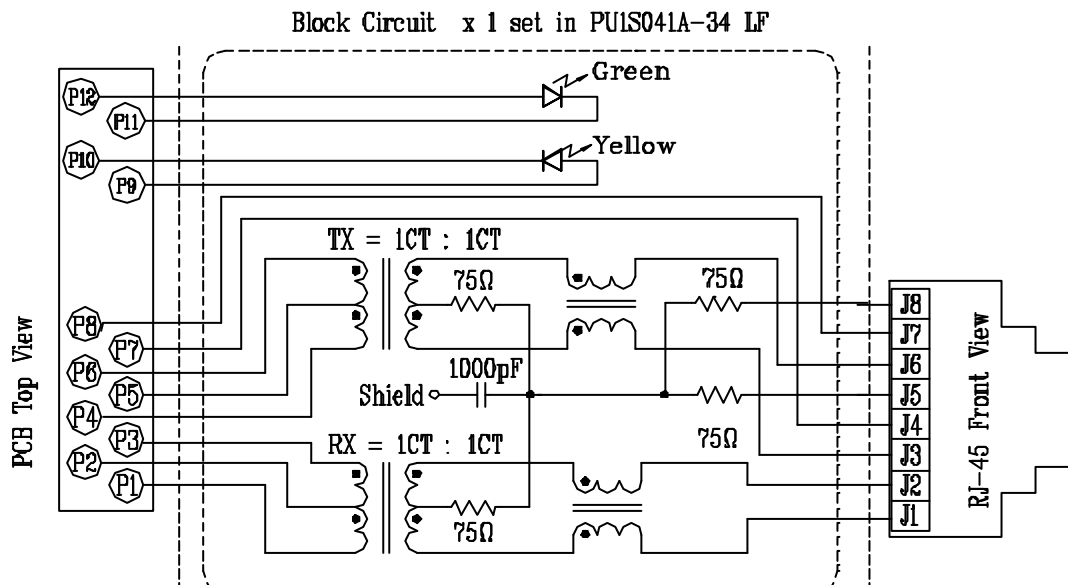 Block Circuit x 1 set in PU1S041A-34 LF
Green
P12
P11
Yellow
P10
P9
TX = 1CT : 1CT
75Ω
75Ω
P8
P7
P6
P5
P4
P3
P2
P1
PCB Top View
1000pF
Shield
75Ω
RX = 1CT : 1CT
75Ω
J8
J7
J6
J5
J4
J3
J2
J1
RJ-45 Front View